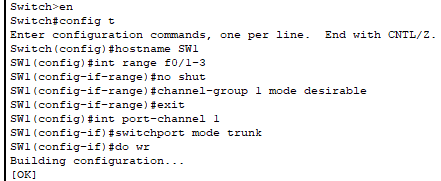 Switch>en
Switch#config t
Enter configuration commands, one per line.  End with CNTL/Z.
Switch(config)#hostname SW1
SW1(config)#int range f0/1-3
SW1(config-if-range)#no shut
SW1(config-if-range)#channel-group 1 mode desirable
SW1(config-if-range)#exit
SW1(config)#int port-channel 1
SW1(config-if)#switchport mode trunk
SW1(config-if)#do wr
Building configuration...
[OK]